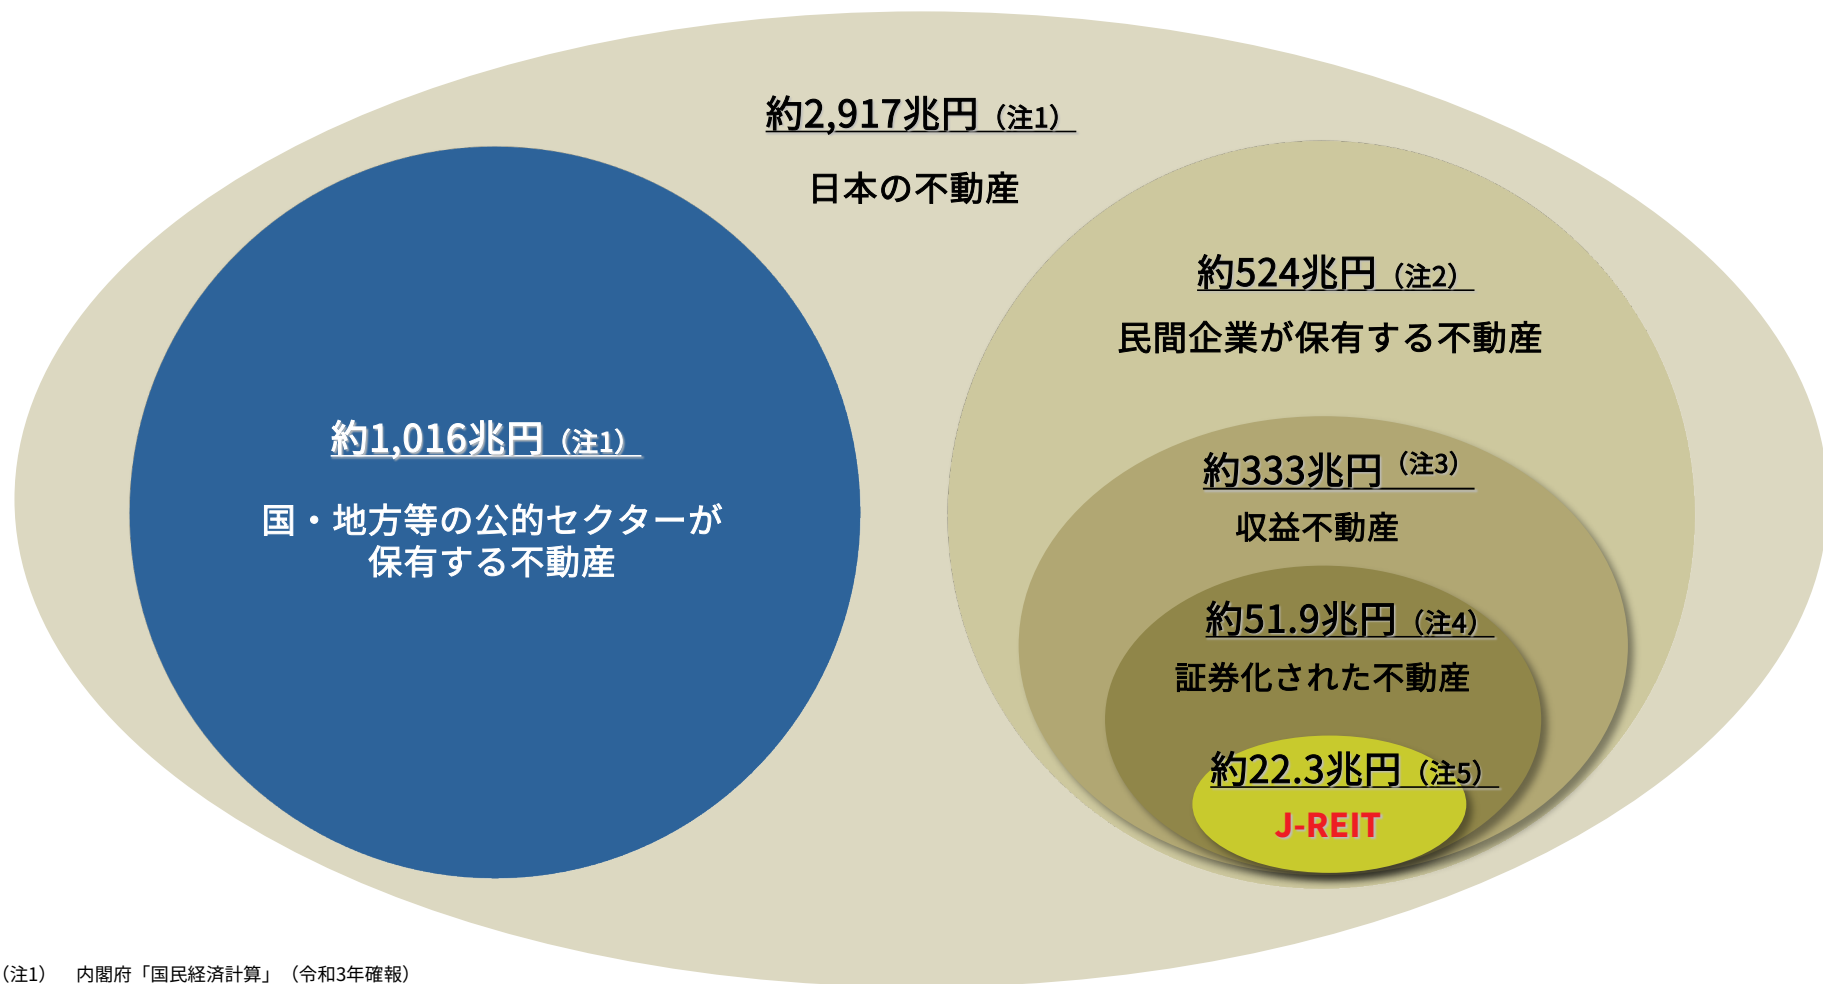 約2,917兆円（注1）
日本の不動産
約1,016兆円（注1）
国・地方等の公的セクターが
保有する不動産
約524兆円（注2）
民間企業が保有する不動産
約333兆円（注3）
収益不動産
約51.9兆円（注4）
証券化された不動産
約22.3兆円（注5）
J-REIT
（注1）　内閣府「国民経済計算」（令和3年確報）